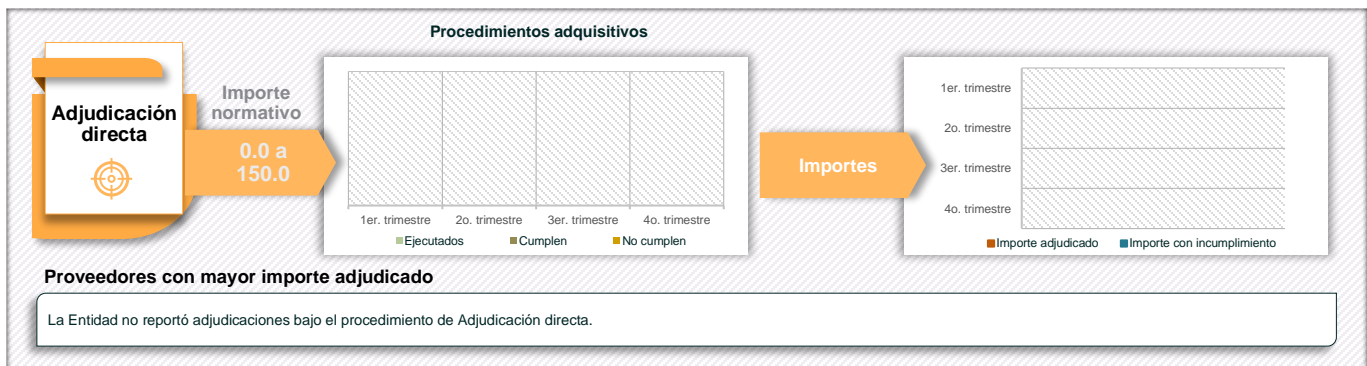 Procedimientos adquisitivos
Adjudicación
directa
Importe
normativo
0.0 a
150.0
1er. trimestre
2o. trimestre
3er. trimestre
4o. trimestre
Ejecutados
Cumplen
No cumplen
Importes
1er. trimestre
2o. trimestre
3er. trimestre
4o. trimestre
Importe adjudicado
Importe con incumplimiento
Proveedores con mayor importe adjudicado
La Entidad no reportó adjudicaciones bajo el procedimiento de Adjudicación directa.